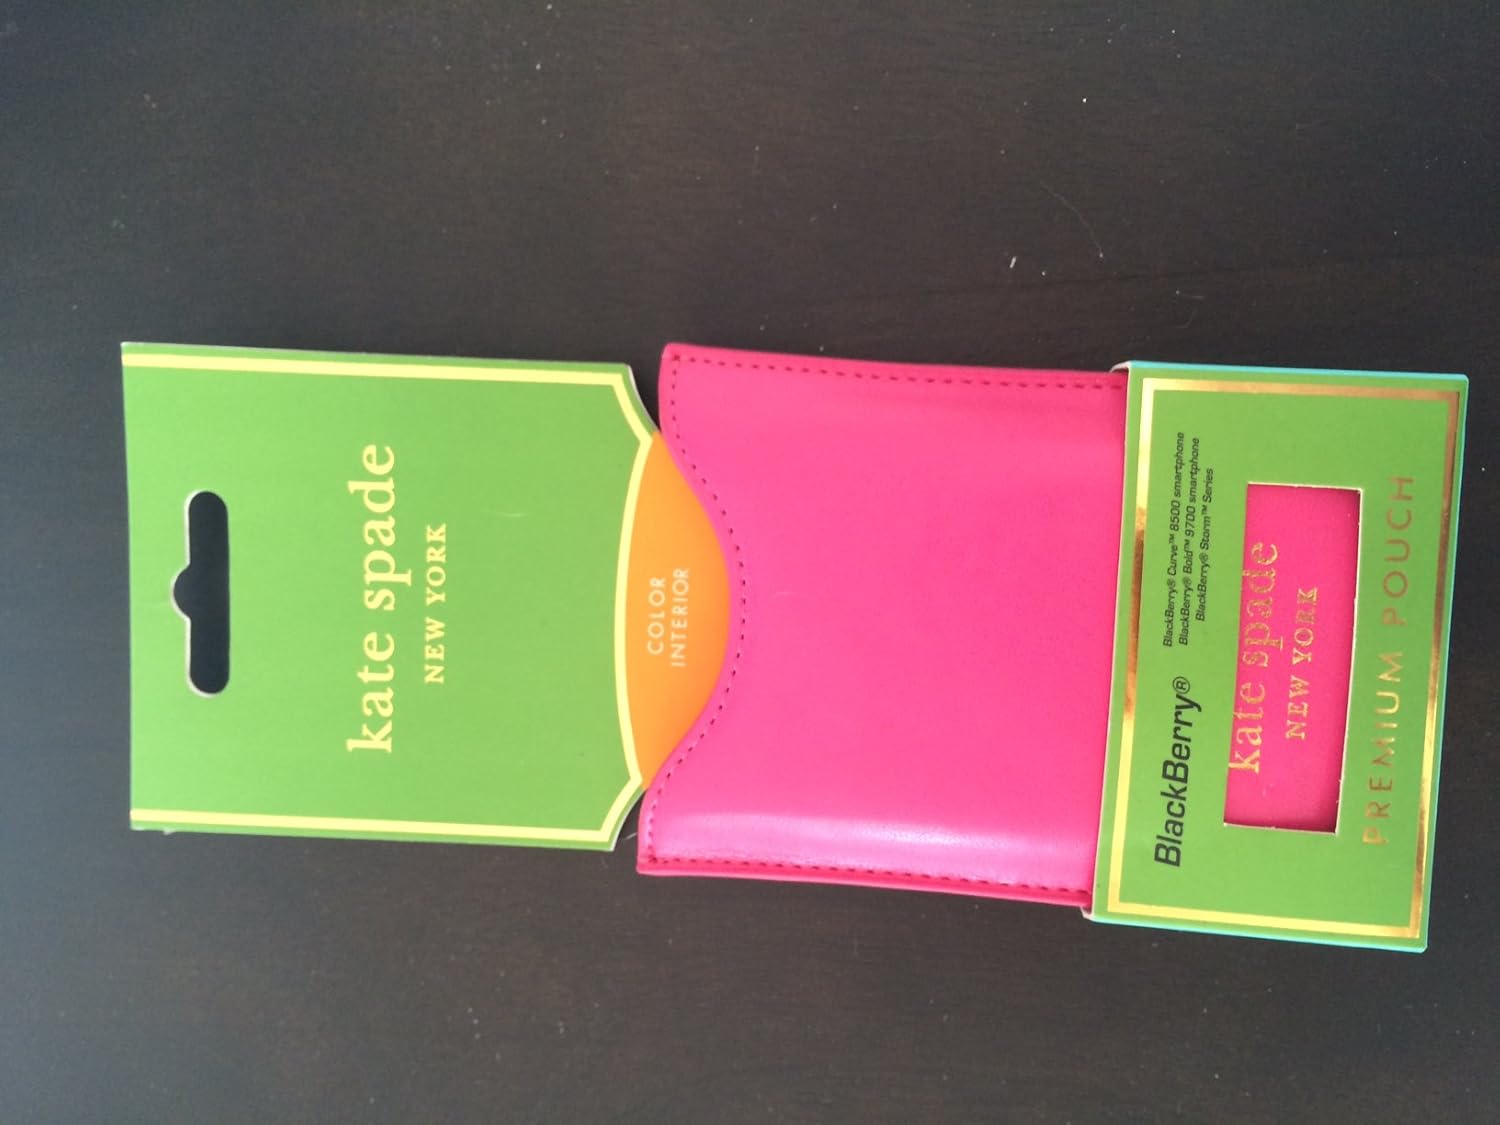 kate spade
NEW YORK
COLOR
INTERIOR
BlackBerry® Curve™ 8500 smartphone
BlackBerry® Bold™ 9700 smartphone
BlackBerry® Storm™ Series
BlackBerry®
kate spade
NEW YORK
PREMIUM POUCH